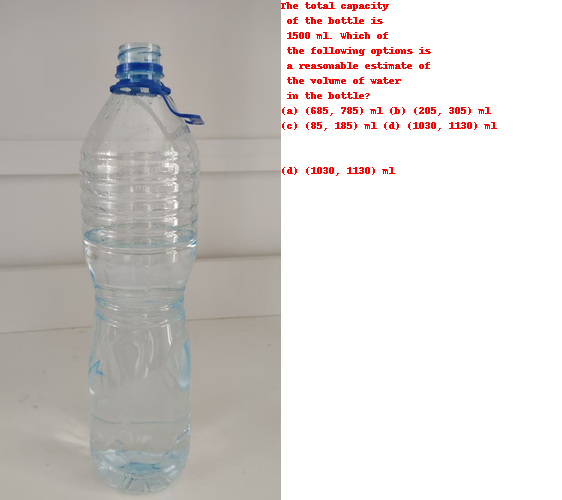 The total capacity
of the bottle is
1500 ml. Which of
the following options is
a reasonable estimate of
the volume of water
in the bottle?
(a) (685, 785) ml (b) (205, 305) ml
(c) (85, 185) ml (d) (1030, 1130) ml
(d) (1030, 1130) ml